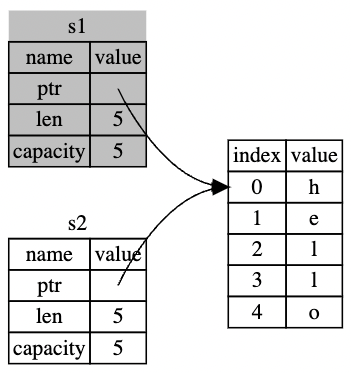 s1
name value
ptr
len 5
capacity 5
s2
name value
ptr
len 5
capacity 5
index value
0 h
1 e
2 l
3 l
4 o